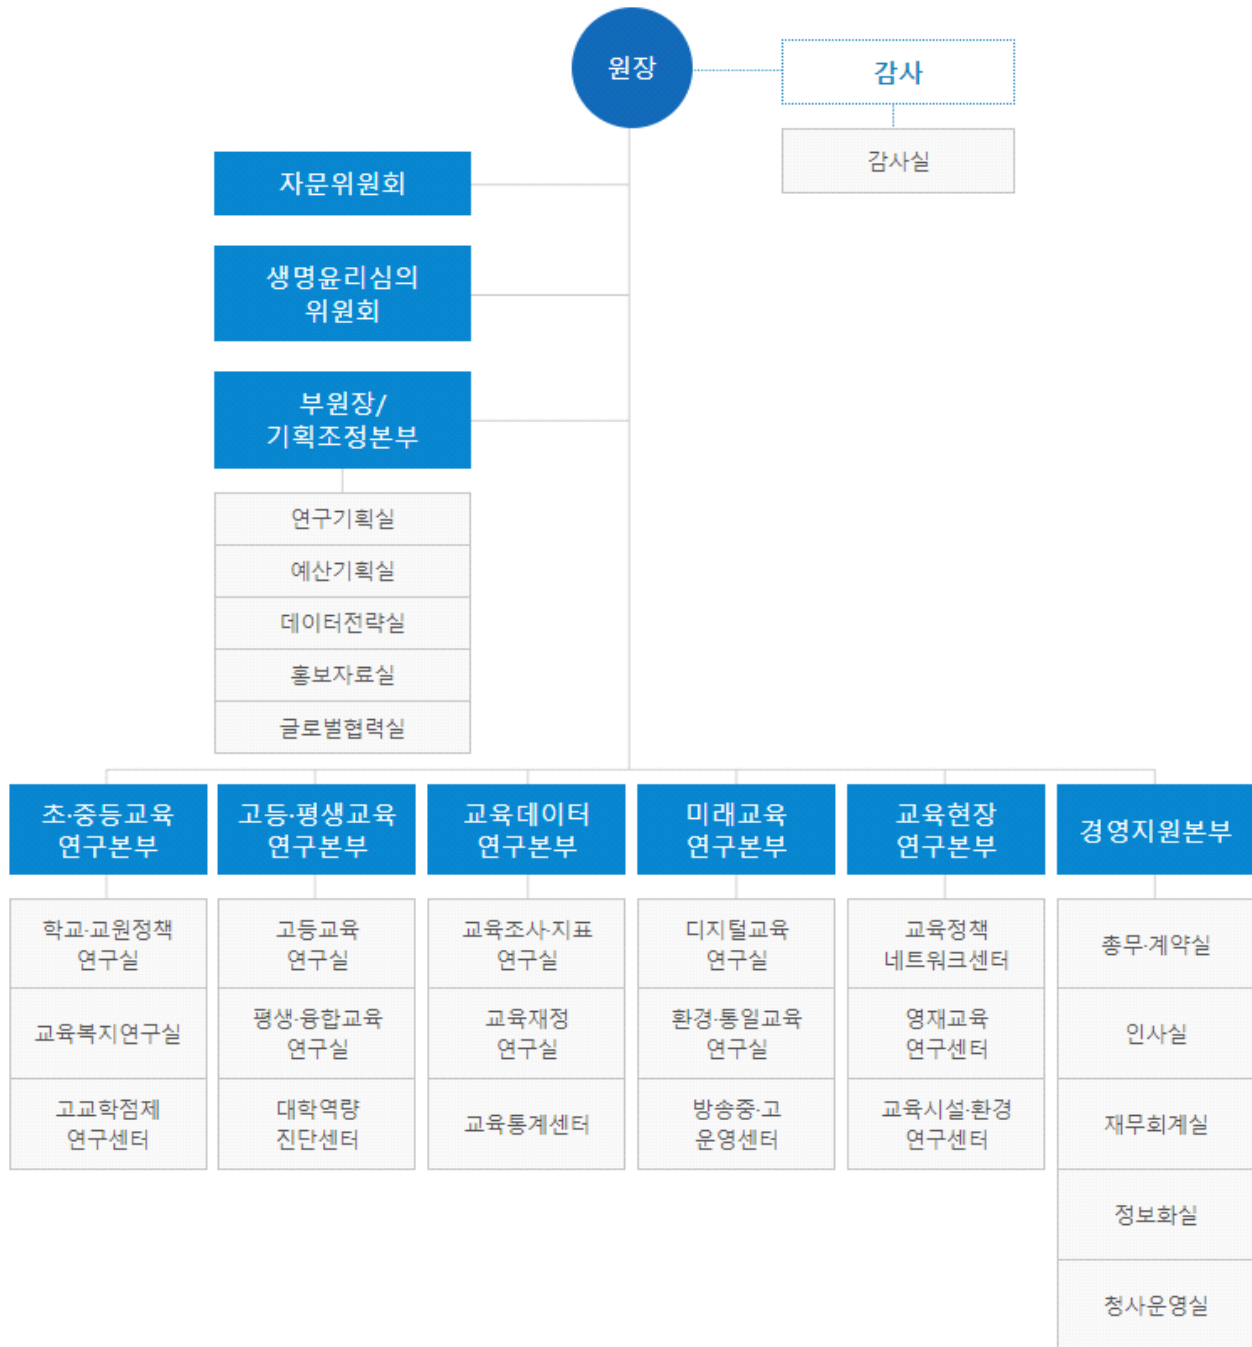 원장
감사
감사실
자문위원회
생명윤리심의
위원회
부원장/
기획조정본부
연구기획실
예산기획실
데이터전략실
홍보자료실
글로벌협력실
초·중등교육
연구본부
학교·교원정책
연구실
교육복지연구실
고교학점제
연구센터
고등·평생교육
연구본부
고등교육
연구실
평생·융합교육
연구실
대학역량
진단센터
교육데이터
연구본부
교육조사·지표
연구실
교육재정
연구실
교육통계센터
미래교육
연구본부
디지털교육
연구실
환경·통일교육
연구실
방송중·고
운영센터
교육현장
연구본부
교육정책
네트워크센터
영재교육
연구센터
교육시설·환경
연구센터
경영지원본부
총무·계약실
인사실
재무회계실
정보화실
청사운영실